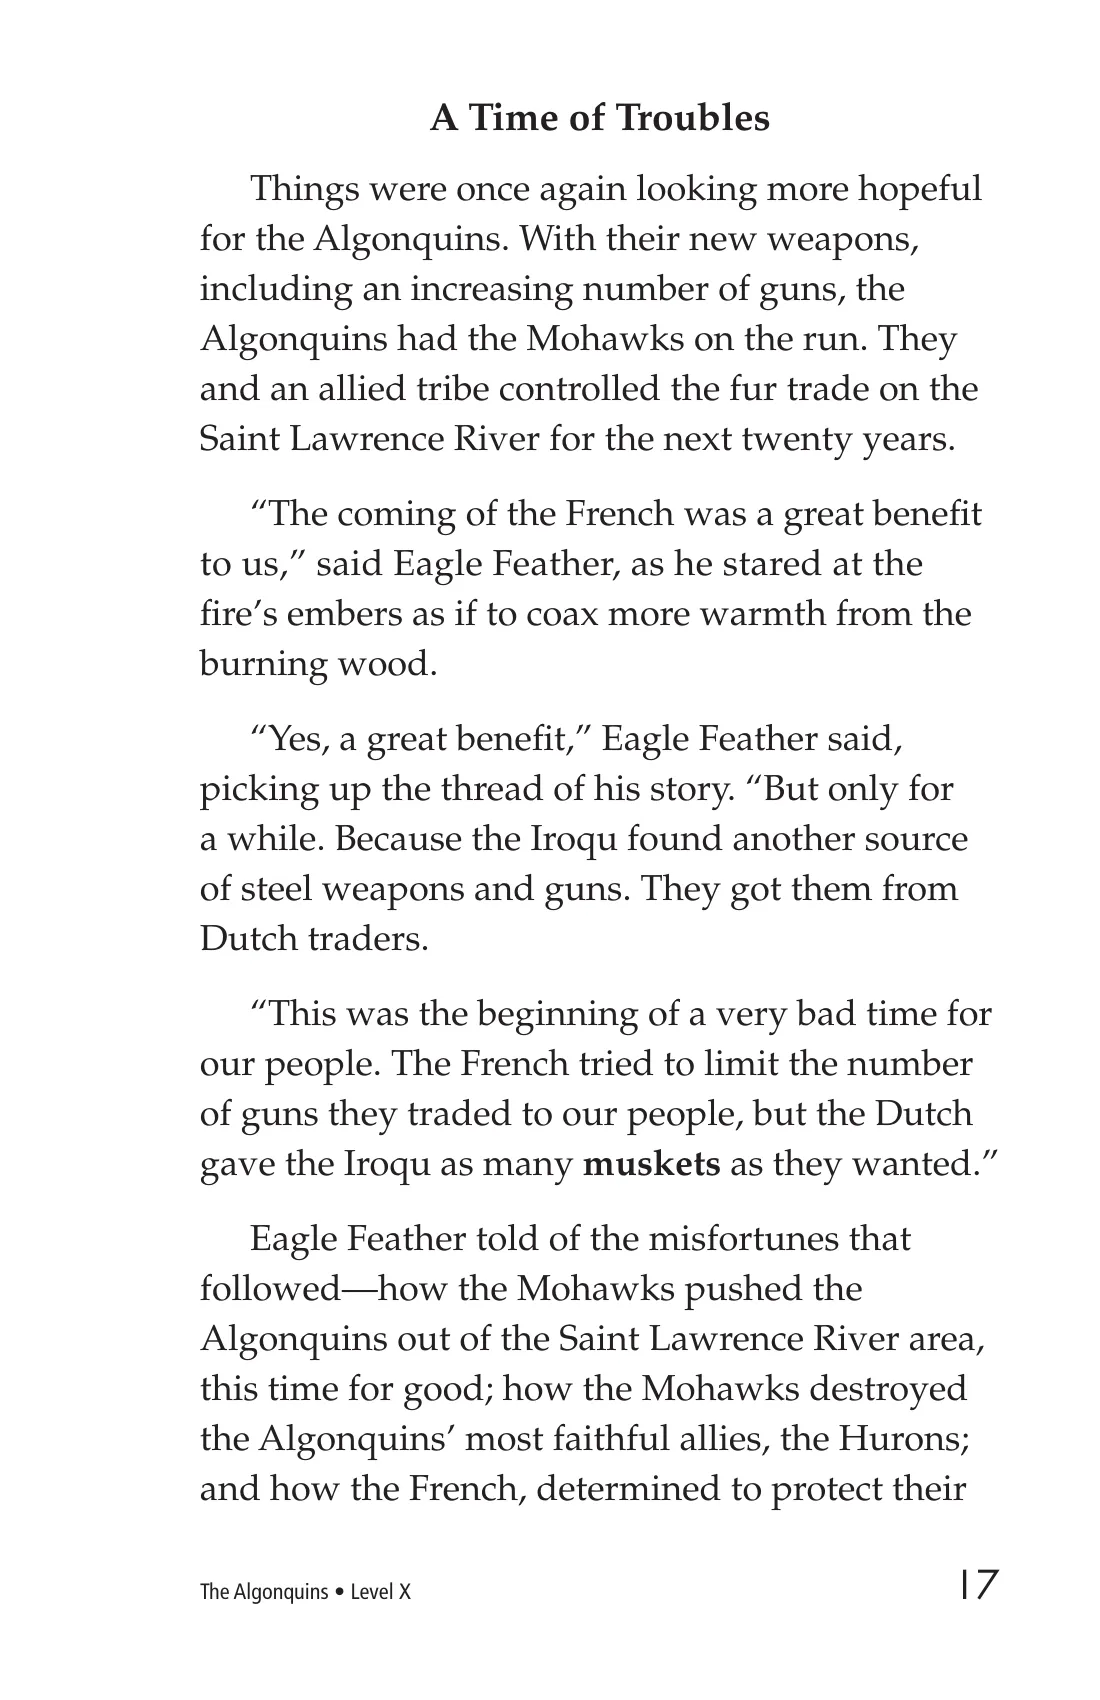 A Time of Troubles
Things were once again looking more hopeful
for the Algonquins. With their new weapons,
including an increasing number of guns, the
Algonquins had the Mohawks on the run. They
and an allied tribe controlled the fur trade on the
Saint Lawrence River for the next twenty years.
“The coming of the French was a great benefit
to us,” said Eagle Feather, as he stared at the
fire’s embers as if to coax more warmth from the
burning wood.
“Yes, a great benefit,” Eagle Feather said,
picking up the thread of his story. “But only for
a while. Because the Iroqu found another source
of steel weapons and guns. They got them from
Dutch traders.
“This was the beginning of a very bad time for
our people. The French tried to limit the number
of guns they traded to our people, but the Dutch
gave the Iroqu as many muskets as they wanted.”
Eagle Feather told of the misfortunes that
followed—how the Mohawks pushed the
Algonquins out of the Saint Lawrence River area,
this time for good; how the Mohawks destroyed
the Algonquins’ most faithful allies, the Hurons;
and how the French, determined to protect their
The Algonquins • Level X
17